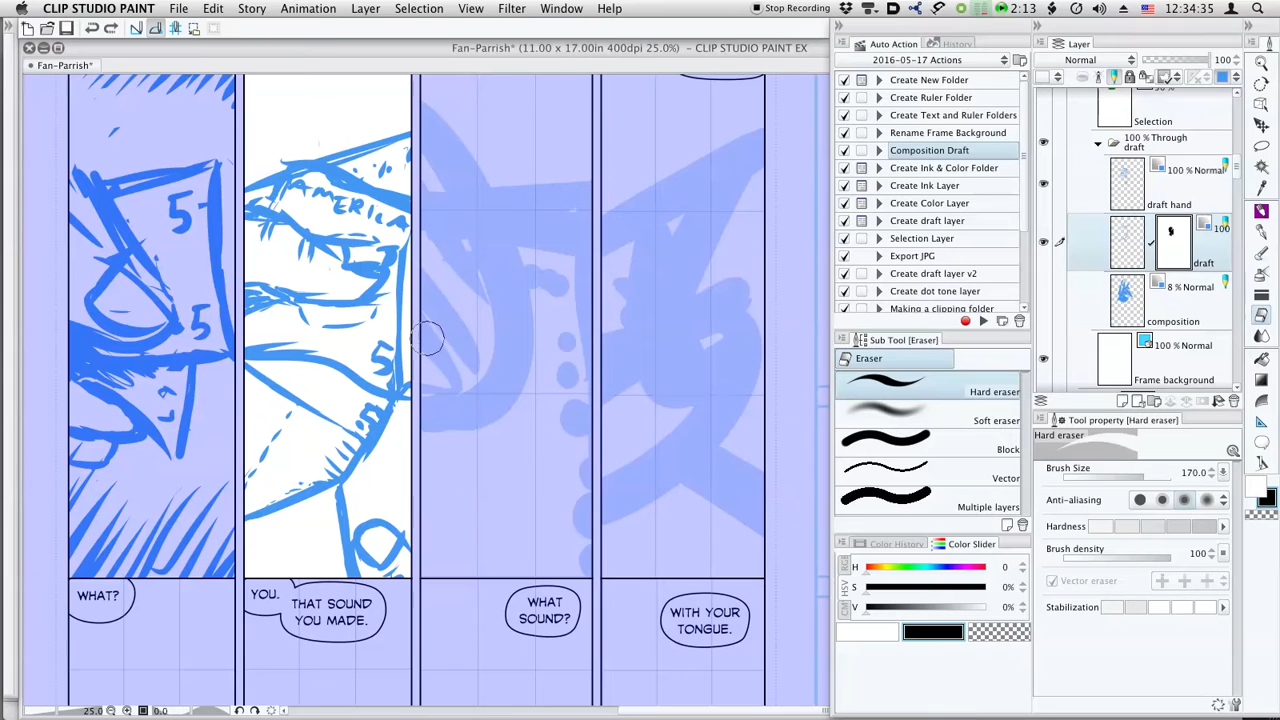 CLIP STUDIO PAINT File Edit Story Animation Layer Selection View Filter Window Help Stop Recording 2:13 12:34:35
Fan-Parrish* (11.00 x 17.00in 400dpi 25.0%) - CLIP STUDIO PAINT EX
Fan-Parrish*
AMERICA
5
5
5
WHAT?
YOU.
THAT SOUND
YOU MADE.
WHAT
SOUND?
WITH YOUR
TONGUE.
25.0
0.0
Auto Action
History
2016-05-17 Actions
Create New Folder
Create Ruler Folder
Create Text and Ruler Folders
Rename Frame Background
Composition Draft
Create Ink & Color Folder
Create Ink Layer
Create Color Layer
Create draft layer
Selection Layer
Export JPG
Create draft layer v2
Create dot tone layer
Making a clipping folder
Sub Tool [Eraser]
Eraser
Hard eraser
Soft eraser
Block
Vector
Multiple layers
Color History
Color Slider
RGB
HSV
H 0
S 0%
V 0%
Layer
Normal 100
Selection
100 % Through
draft
100 % Normal
draft hand
100
draft
8 % Normal
composition
100 % Normal
Frame background
Tool property [Hard eraser]
Hard eraser
Brush Size 170.0
Anti-aliasing
Hardness
Brush density 100
Vector eraser
Stabilization